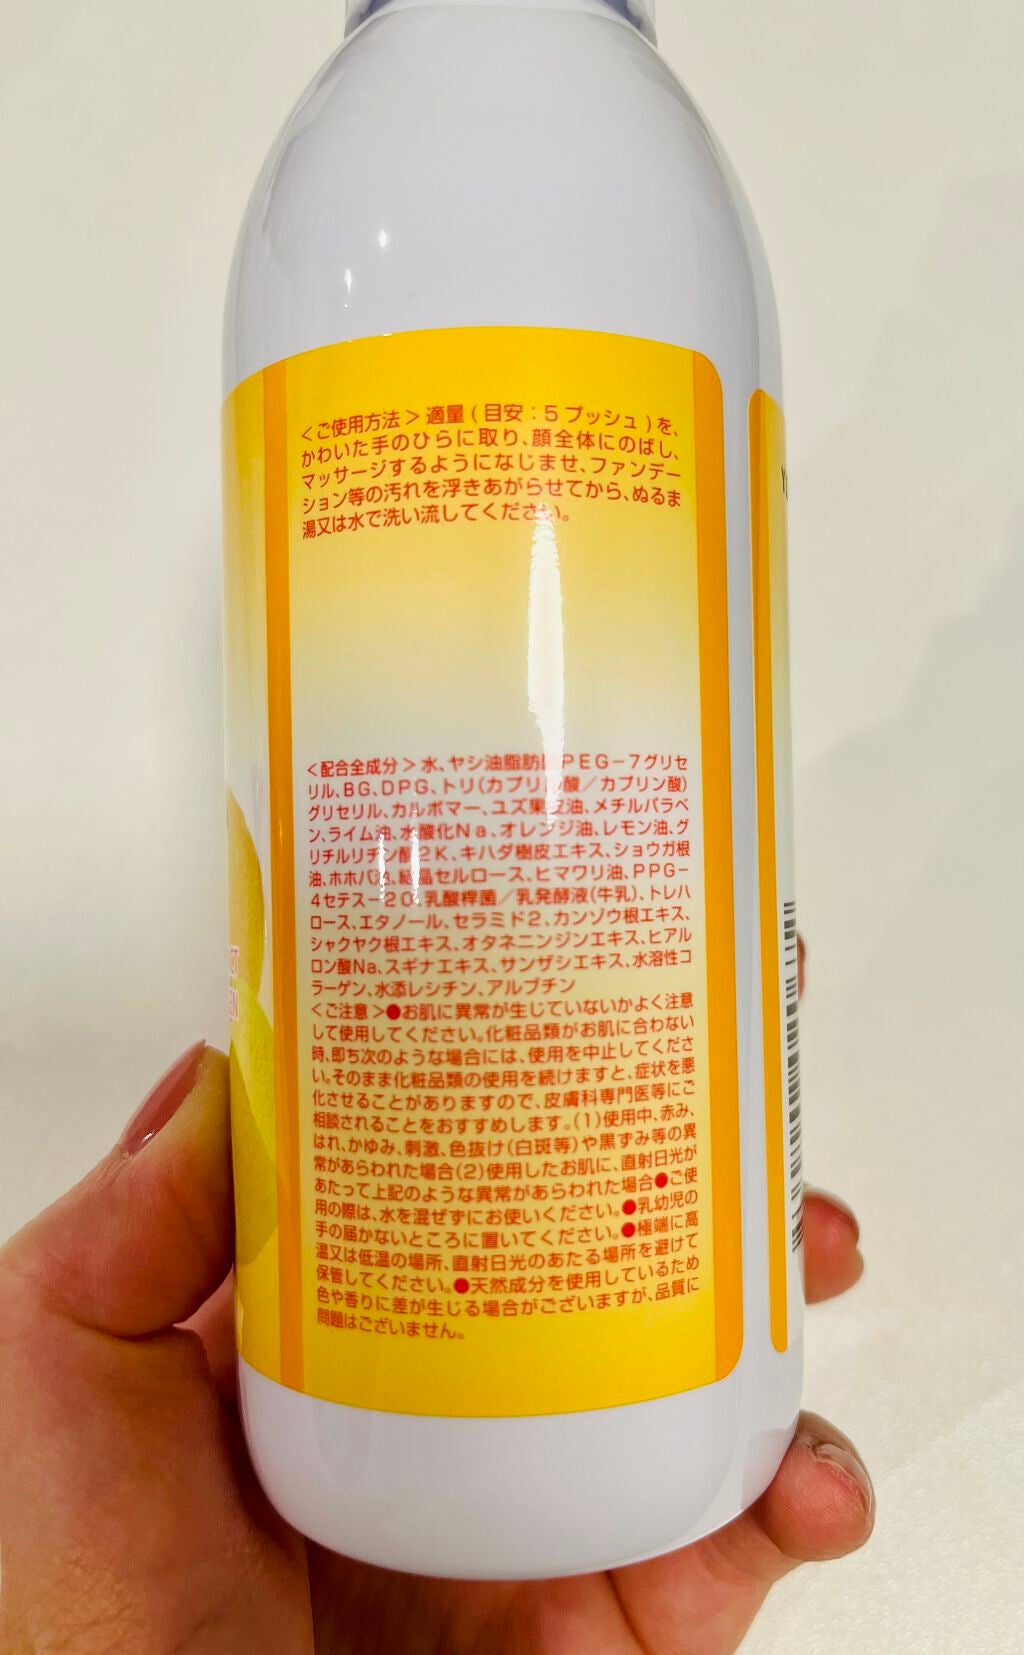 <ご使用方法>適量(目安:5プッシュ)を、
かわいた手のひらに取り、顔全体にのばし、
マッサージするようになじませ、ファンデー
ション等の汚れを浮きあがらせてから、ぬるま
湯又は水で洗い流してください。
<配合全成分>水、ヤシ油脂肪 PEG-7グリセ
リル、BG、DPG、トリ(カプリル酸/カプリン酸)
グリセリル、カルボマー、ユズ果皮油、メチルパラベ
ン、ライム油、水酸化Na、オレンジ油、レモン油、グ
リチルリチン酸2K、キハダ樹皮エキス、ショウガ根
油、ホホバ油、結晶セルロース、ヒマワリ油、PPG-
4セテス-20、乳酸桿菌/乳発酵液(牛乳)、トレハ
ロース、エタノール、セラミド2、カンゾウ根エキス、
シャクヤク根エキス、オタネニンジンエキス、ヒアル
ロン酸Na、スギナエキス、サンザシエキス、水溶性コ
ラーゲン、水添レシチン、アルブチン
<ご注意>●お肌に異常が生じていないかよく注意
して使用してください。化粧品類がお肌に合わない
時、即ち次のような場合には、使用を中止してくださ
い。そのまま化粧品類の使用を続けますと、症状を悪
化させることがありますので、皮膚科専門医等にご
相談されることをおすすめします。(1)使用中、赤み、
はれ、かゆみ、刺激、色抜け(白斑等)や黒ずみ等の異
常があらわれた場合(2)使用したお肌に、直射日光が
あたって上記のような異常があらわれた場合●ご使
用の際は、水を混ぜずにお使いください。●乳幼児の
手の届かないところに置いてください。●極端に高
温又は低温の場所、直射日光のあたる場所を避けて
保管してください。●天然成分を使用しているため
色や香りに差が生じる場合がございますが、品質に
問題はございません。